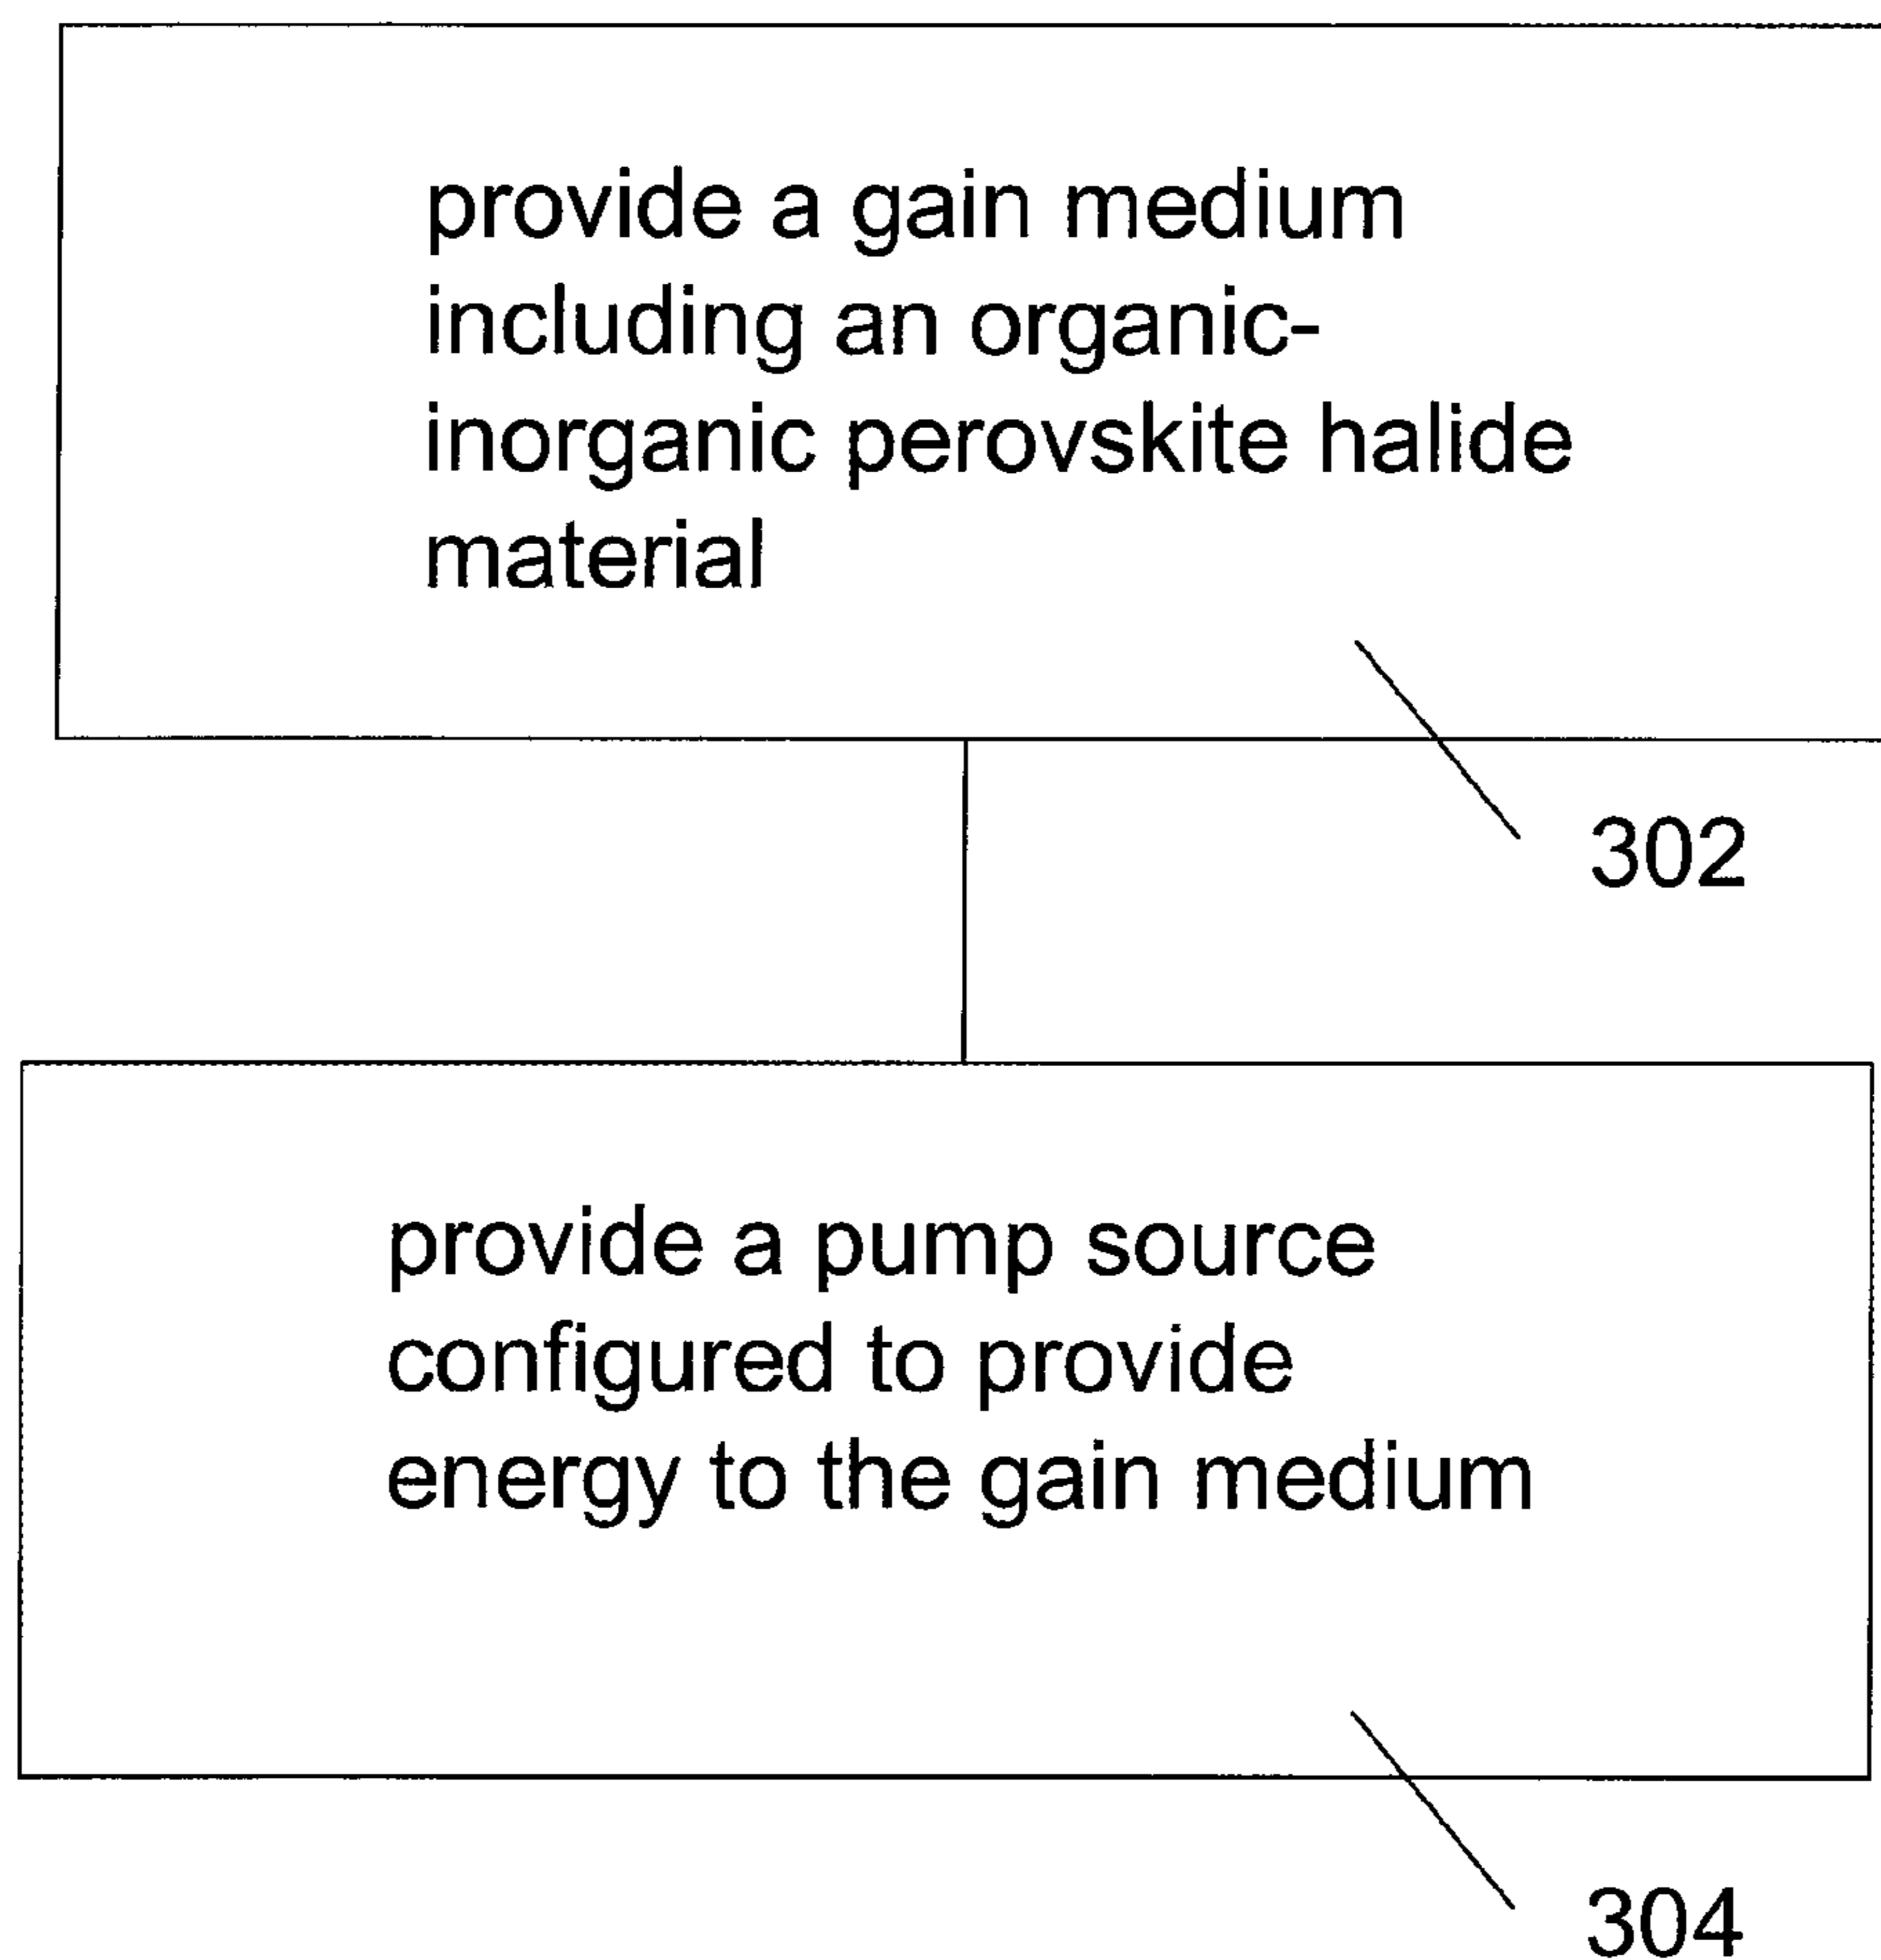 provide a gain medium
including an organic-
inorganic perovskite halide
material
302
provide a pump source
configured to provide
energy to the gain medium
304